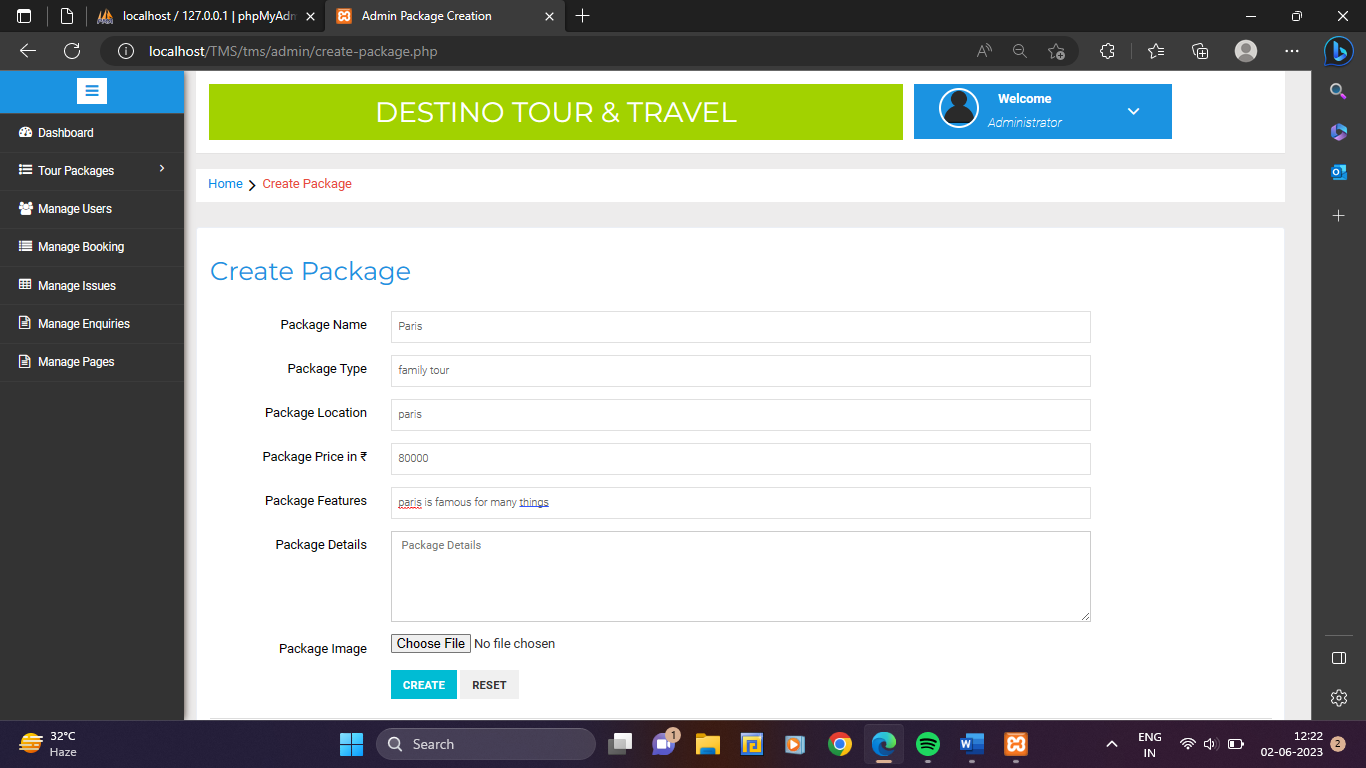 localhost / 127.0.0.1 | phpMyAdm
Admin Package Creation
localhost/TMS/tms/admin/create-package.php
DESTINO TOUR & TRAVEL
Welcome
Administrator
Dashboard
Tour Packages
Manage Users
Manage Booking
Manage Issues
Manage Enquiries
Manage Pages
Home
Create Package
Create Package
Package Name
Paris
Package Type
family tour
Package Location
paris
Package Price in ₹
80000
Package Features
paris is famous for many things
Package Details
Package Details
Package Image
Choose File No file chosen
CREATE
RESET
32°C
Haze
Search
1
ENG
IN
12:22
02-06-2023
2